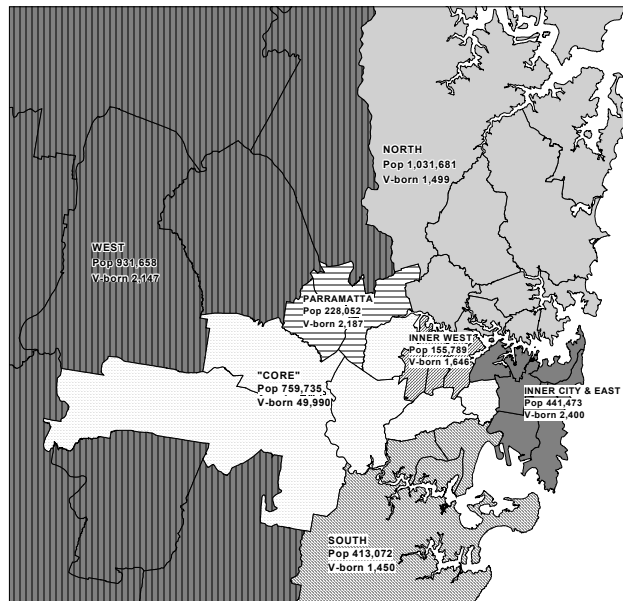 NORTH
Pop 1,031,681
V-born 1,499
WEST
Pop 931,658
V-born 2,147
PARRAMATTA
Pop 228,052
V-born 2,187
INNER WEST
Pop 155,789
V-born 1,646
"CORE"
Pop 759,735
V-born 49,990
INNER CITY & EAST
Pop 441,473
V-born 2,400
SOUTH
Pop 413,072
V-born 1,450